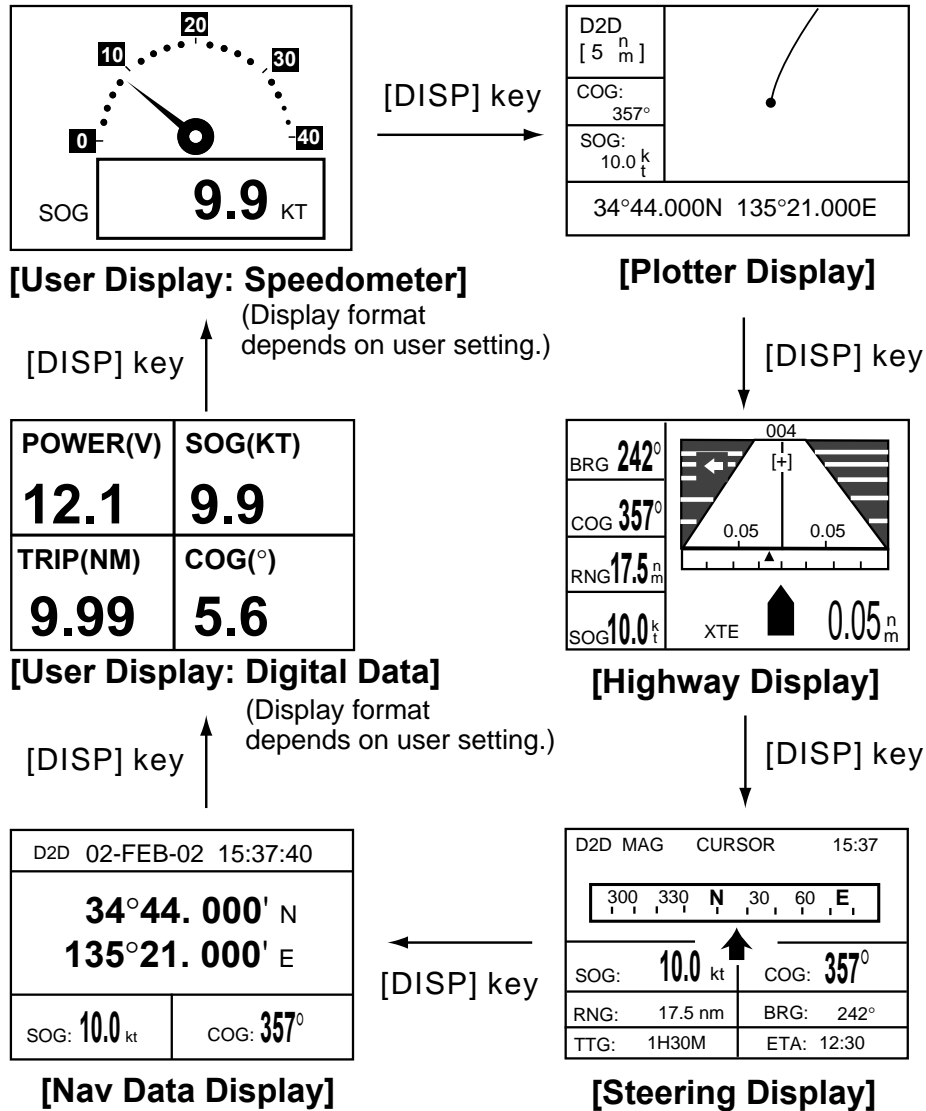 20
10
30
0
40
SOG
9.9 KT
[User Display: Speedometer]
(Display format
depends on user setting.)
[DISP] key
D2D
[ 5 nm ]
COG:
357°
SOG:
10.0 kt
34°44.000N 135°21.000E
[Plotter Display]
[DISP] key
BRG 242°
COG 357°
RNG 17.5 nm
SOG 10.0 kt
004
[+]
0.05 0.05
XTE 0.05 nm
[Highway Display]
[DISP] key
D2D MAG CURSOR 15:37
300 330 N 30 60 E
SOG: 10.0 kt COG: 357°
RNG: 17.5 nm BRG: 242°
TTG: 1H30M ETA: 12:30
[Steering Display]
[DISP] key
D2D 02-FEB-02 15:37:40
34°44. 000' N
135°21. 000' E
SOG: 10.0 kt COG: 357°
[Nav Data Display]
[DISP] key
POWER(V) SOG(KT)
12.1 9.9
TRIP(NM) COG(°)
9.99 5.6
[User Display: Digital Data]
(Display format
depends on user setting.)
[DISP] key